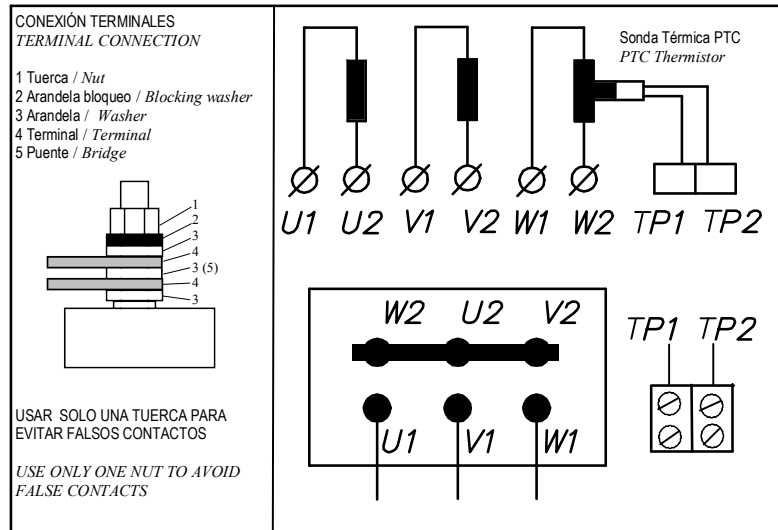 CONEXIÓN TERMINALES
TERMINAL CONNECTION
1 Tuerca / Nut
2 Arandela bloqueo / Blocking washer
3 Arandela / Washer
4 Terminal / Terminal
5 Puente / Bridge
1
2
3
4
3 (5)
4
3
USAR SOLO UNA TUERCA PARA
EVITAR FALSOS CONTACTOS
USE ONLY ONE NUT TO AVOID
FALSE CONTACTS
Sonda Térmica PTC
PTC Thermistor
U1 U2 V1 V2 W1 W2 TP1 TP2
W2 U2 V2
U1 V1 W1
TP1 TP2